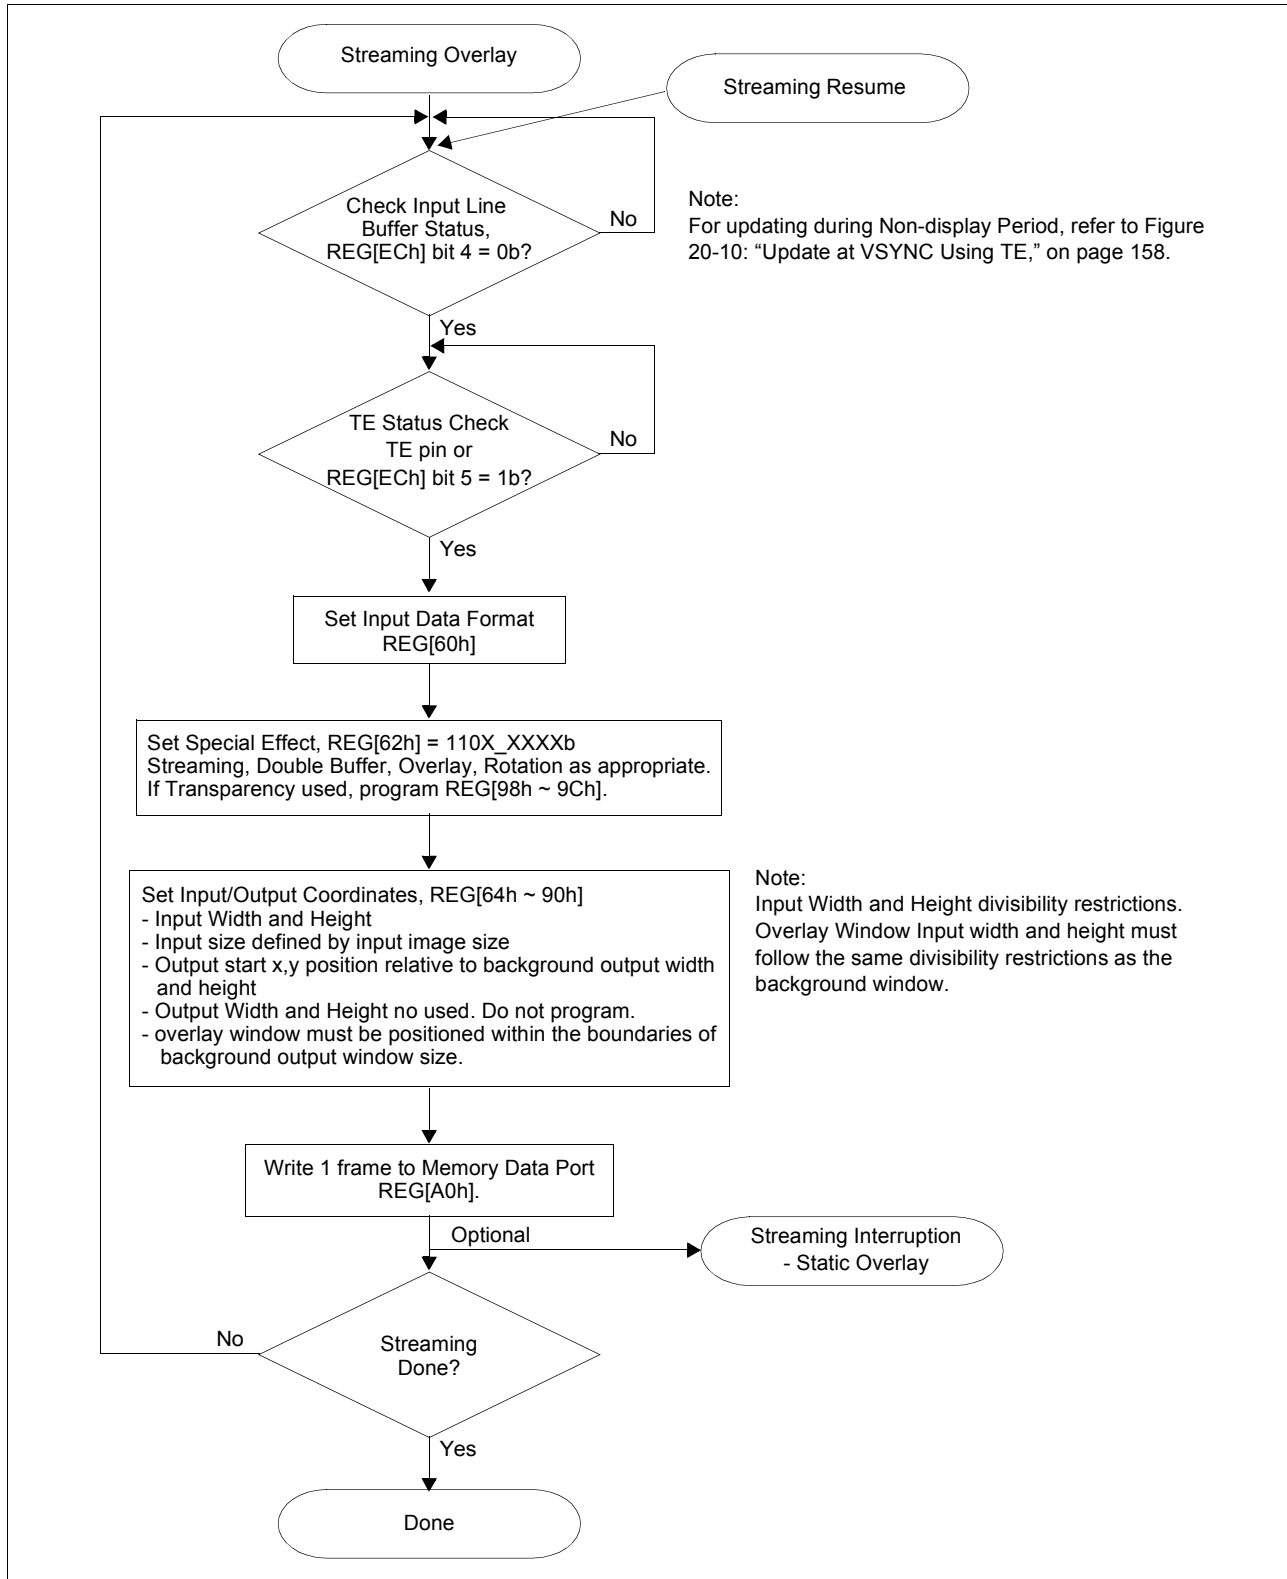 Streaming Overlay
Streaming Resume
Check Input Line
Buffer Status,
REG[ECh] bit 4 = 0b?
No
Note:
For updating during Non-display Period, refer to Figure
20-10: “Update at VSYNC Using TE,” on page 158.
Yes
TE Status Check
TE pin or
REG[ECh] bit 5 = 1b?
No
Yes
Set Input Data Format
REG[60h]
Set Special Effect, REG[62h] = 110X_XXXXb
Streaming, Double Buffer, Overlay, Rotation as appropriate.
If Transparency used, program REG[98h ~ 9Ch].
Set Input/Output Coordinates, REG[64h ~ 90h]
- Input Width and Height
- Input size defined by input image size
- Output start x,y position relative to background output width
and height
- Output Width and Height no used. Do not program.
- overlay window must be positioned within the boundaries of
background output window size.
Note:
Input Width and Height divisibility restrictions.
Overlay Window Input width and height must
follow the same divisibility restrictions as the
background window.
Write 1 frame to Memory Data Port
REG[A0h].
Optional
Streaming Interruption
- Static Overlay
No
Streaming
Done?
Yes
Done